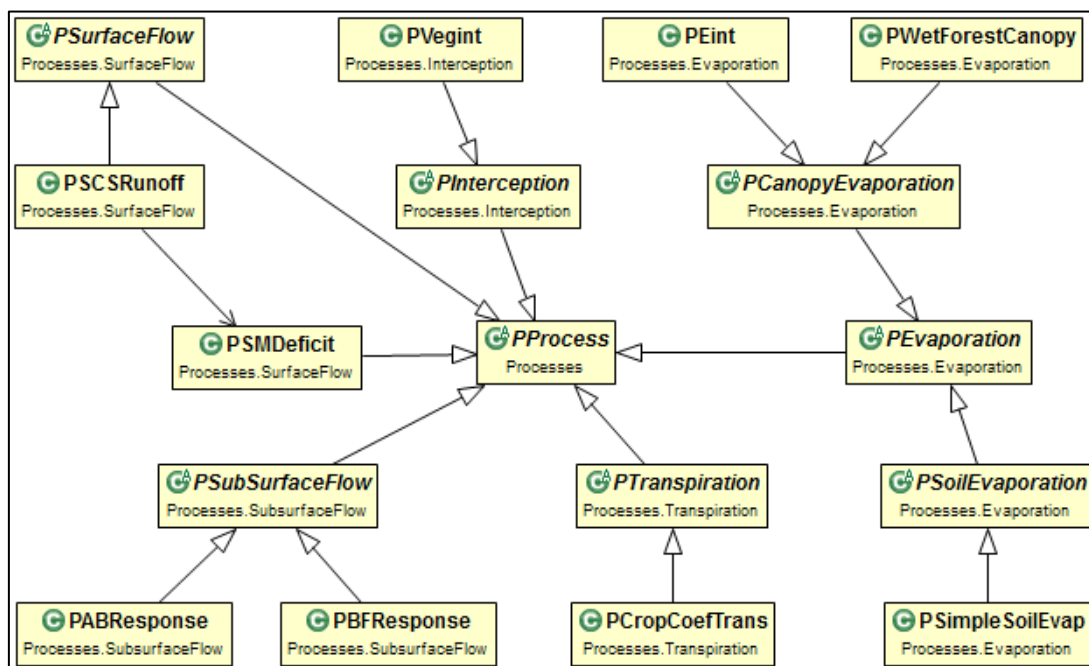 PSurfaceFlow
Processes.SurfaceFlow
PVegint
Processes.Interception
PEint
Processes.Evaporation
PWetForestCanopy
Processes.Evaporation
PSCSRunoff
Processes.SurfaceFlow
PInterception
Processes.Interception
PCanopyEvaporation
Processes.Evaporation
PSMDeficit
Processes.SurfaceFlow
PProcess
Processes
PEvaporation
Processes.Evaporation
PSubSurfaceFlow
Processes.SubsurfaceFlow
PTranspiration
Processes.Transpiration
PSoilEvaporation
Processes.Evaporation
PABResponse
Processes.SubsurfaceFlow
PBFResponse
Processes.SubsurfaceFlow
PCropCoefTrans
Processes.Transpiration
PSimpleSoilEvap
Processes.Evaporation